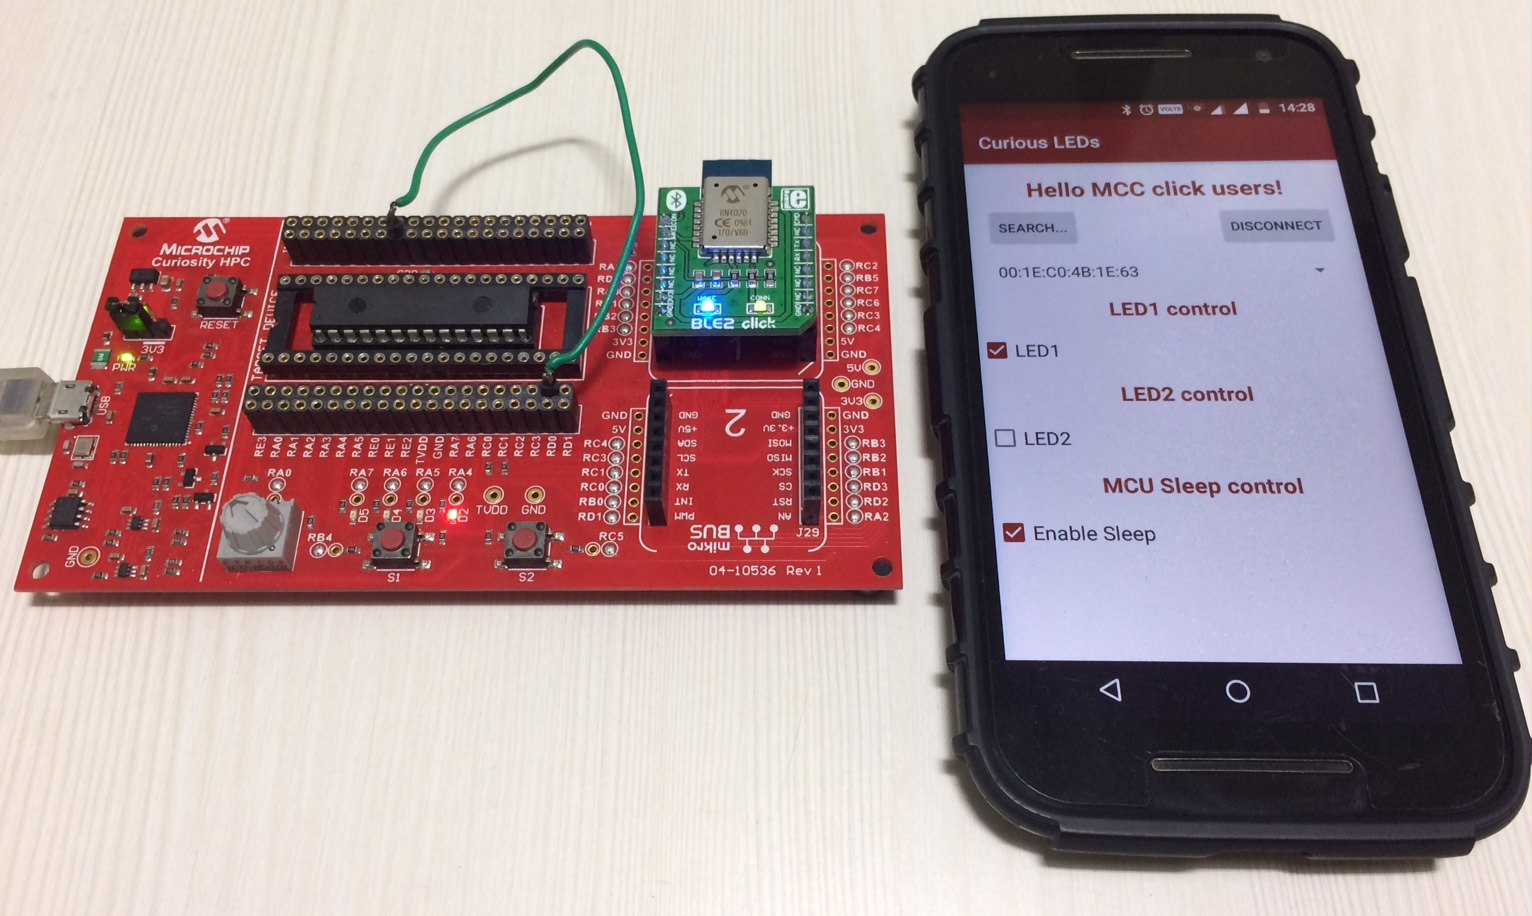 MICROCHIP
Curiosity HPC
RESET
3V3
PWR
USB
GND
TARGET DEVICE
RE3 RA0 RA1 RA2 RA3 RA4 RA5 RE0 RE1 RE2 TVDD GND RA7 RA6 RC0 RC1 RC2 RC3 RD0 RD1
RA0
RA7 RA6 RA5 RA4
D5 D4 D3 D2
TVDD GND
RB4
S1
S2
RC5
RN4020
CE
I/O/V6D
CONN
BLE2 click
RB3
3V3
GND
RC2
RB5
RC7
RC6
RC3
RC4
5V
GND
5V
GND
3V3
GND
5V
RC4
RC3
RC1
RC0
RB0
RD1
GND
+5V
SDA
SCL
TX
RX
INT
PWM
2
GND
+3.3V
MOSI
MISO
SCK
CS
RST
AN
GND
3V3
RB3
RB2
RB1
RD3
RD2
RA2
mikro
BUS
J29
04-10536 Rev 1
VOLTE 14:28
Curious LEDs
Hello MCC click users!
SEARCH... DISCONNECT
00:1E:C0:4B:1E:63
LED1 control
LED1
LED2 control
LED2
MCU Sleep control
Enable Sleep